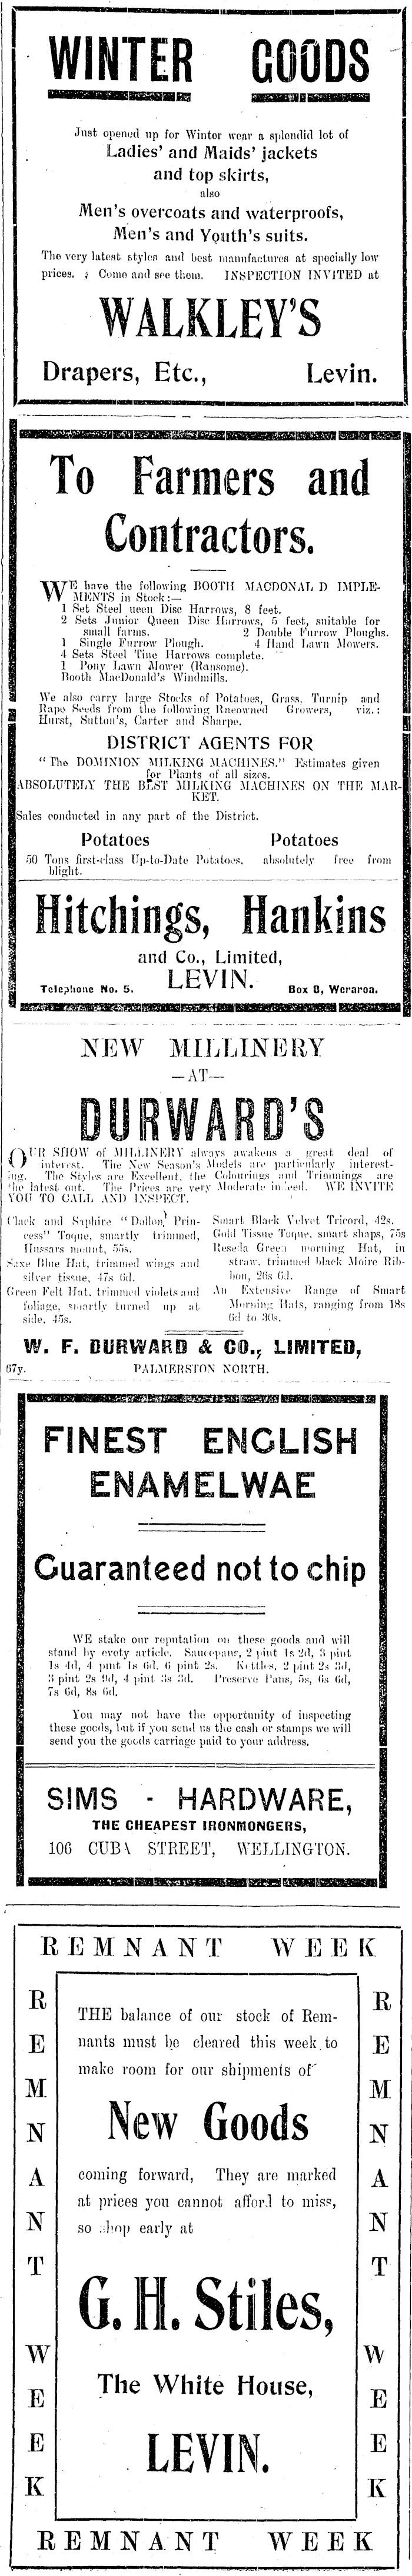 WINTER GOODS
Just opened up for Winter wear a splendid lot of
Ladies' and Maids' jackets
and top skirts,
also
Men's overcoats and waterproofs,
Men's and Youth's suits.
The very latest styles and best manufactures at specially low
prices. Come and see them. INSPECTION INVITED at
WALKLEY'S
Drapers, Etc., Levin.
To Farmers and
Contractors.
WE have the following BOOTH MACDONALD IMPLE-
MENTS in Stock:—
1 Set Steel ueen Disc Harrows, 8 feet.
2 Sets Junior Queen Disc Harrows, 5 feet, suitable for
small farms. 2 Double Furrow Ploughs.
1 Single Furrow Plough. 4 Hand Lawn Mowers.
4 Sets Steel Tine Harrows complete.
1 Pony Lawn Mower (Ransome).
Booth MacDonald's Windmills.
We also carry large Stocks of Potatoes, Grass, Turnip and
Rape Seeds from the following Raeowned Growers, viz.:
Hurst, Sutton's, Carter and Sharpe.
DISTRICT AGENTS FOR
"The DOMINION MILKING MACHINES." Estimates given
for Plants of all sizes.
ABSOLUTELY THE BEST MILKING MACHINES ON THE MAR-
KET.
Sales conducted in any part of the District.
Potatoes Potatoes
50 Tons first-class Up-to-Date Potatoes, absolutely free from
blight.
Hitchings, Hankins
and Co., Limited,
LEVIN.
Telephone No. 5. Box 8, Weraroa.
NEW MILLINERY
—AT—
DURWARD'S
OUR SHOW of MILLINERY always awakens a great deal of
interest. The New Season's Models are particularly interest-
ing. The Styles are Excellent, the Colourings and Trimmings are
the latest out. The Prices are very Moderate indeed. WE INVITE
YOU TO CALL AND INSPECT.
Clack and Saphire "Dollon, Prin-
cess" Toque, smartly trimmed,
Hussars mount, 55s.
Saxe Blue Hat, trimmed wings and
silver tissue, 47s 6d.
Green Felt Hat, trimmed violets and
foliage, smartly turned up at
side, 45s.
Smart Black Velvet Tricord, 42s.
Gold Tissue Toque, smart shaps, 75s
Reseda Green morning Hat, in
straw, trimmed black Moire Rib-
bon, 26s 6d.
An Extensive Range of Smart
Morning Hats, ranging from 18s
6d to 30s.
W. F. DURWARD & CO., LIMITED,
67y. PALMERSTON NORTH.
FINEST ENGLISH
ENAMELWAE
Guaranteed not to chip
WE stake our reputation on these goods and will
stand by evety article. Saucepans, 2 pint 1s 2d, 3 pint
1s 4d, 4 pint 1s 6d, 6 pint 2s. Kettles, 2 pint 2s 3d,
3 pint 2s 9d, 4 pint 3s 3d. Preserve Pans, 5s, 6s 6d,
7s 6d, 8s 6d.
You may not have the opportunity of inspecting
these goods, but if you send us the cash or stamps we will
send you the goods carriage paid to your address.
SIMS - HARDWARE,
THE CHEAPEST IRONMONGERS,
106 CUBA STREET, WELLINGTON.
REMNANT WEEK
REMNANT WEEK
THE balance of our stock of Rem-
nants must be cleared this week to
make room for our shipments of
New Goods
coming forward, They are marked
at prices you cannot afford to miss,
so shop early at
G. H. Stiles,
The White House,
LEVIN.
REMNANT WEEK
REMNANT WEEK